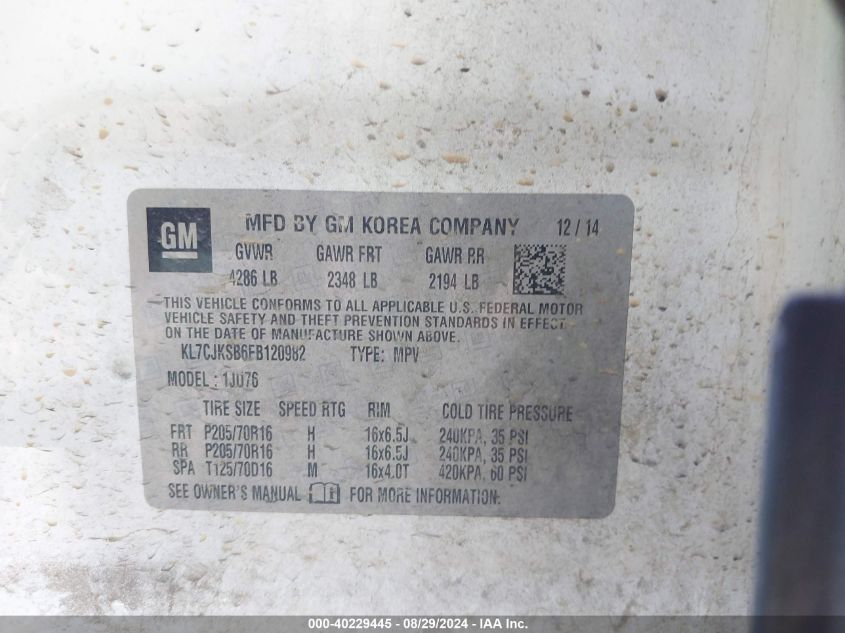 GM
MFD BY GM KOREA COMPANY 12 / 14
GVWR GAWR FRT GAWR RR
4286 LB 2348 LB 2194 LB
THIS VEHICLE CONFORMS TO ALL APPLICABLE U.S. FEDERAL MOTOR
VEHICLE SAFETY AND THEFT PREVENTION STANDARDS IN EFFECT
ON THE DATE OF MANUFACTURE SHOWN ABOVE.
KL7CJKSB6FB120982 TYPE: MPV
MODEL : 1JU76
TIRE SIZE SPEED RTG RIM COLD TIRE PRESSURE
FRT P205/70R16 H 16x6.5J 240KPA, 35 PSI
RR P205/70R16 H 16x6.5J 240KPA, 35 PSI
SPA T125/70D16 M 16x4.0T 420KPA, 60 PSI
SEE OWNER'S MANUAL FOR MORE INFORMATION.
000-40229445 - 08/29/2024 - IAA Inc.